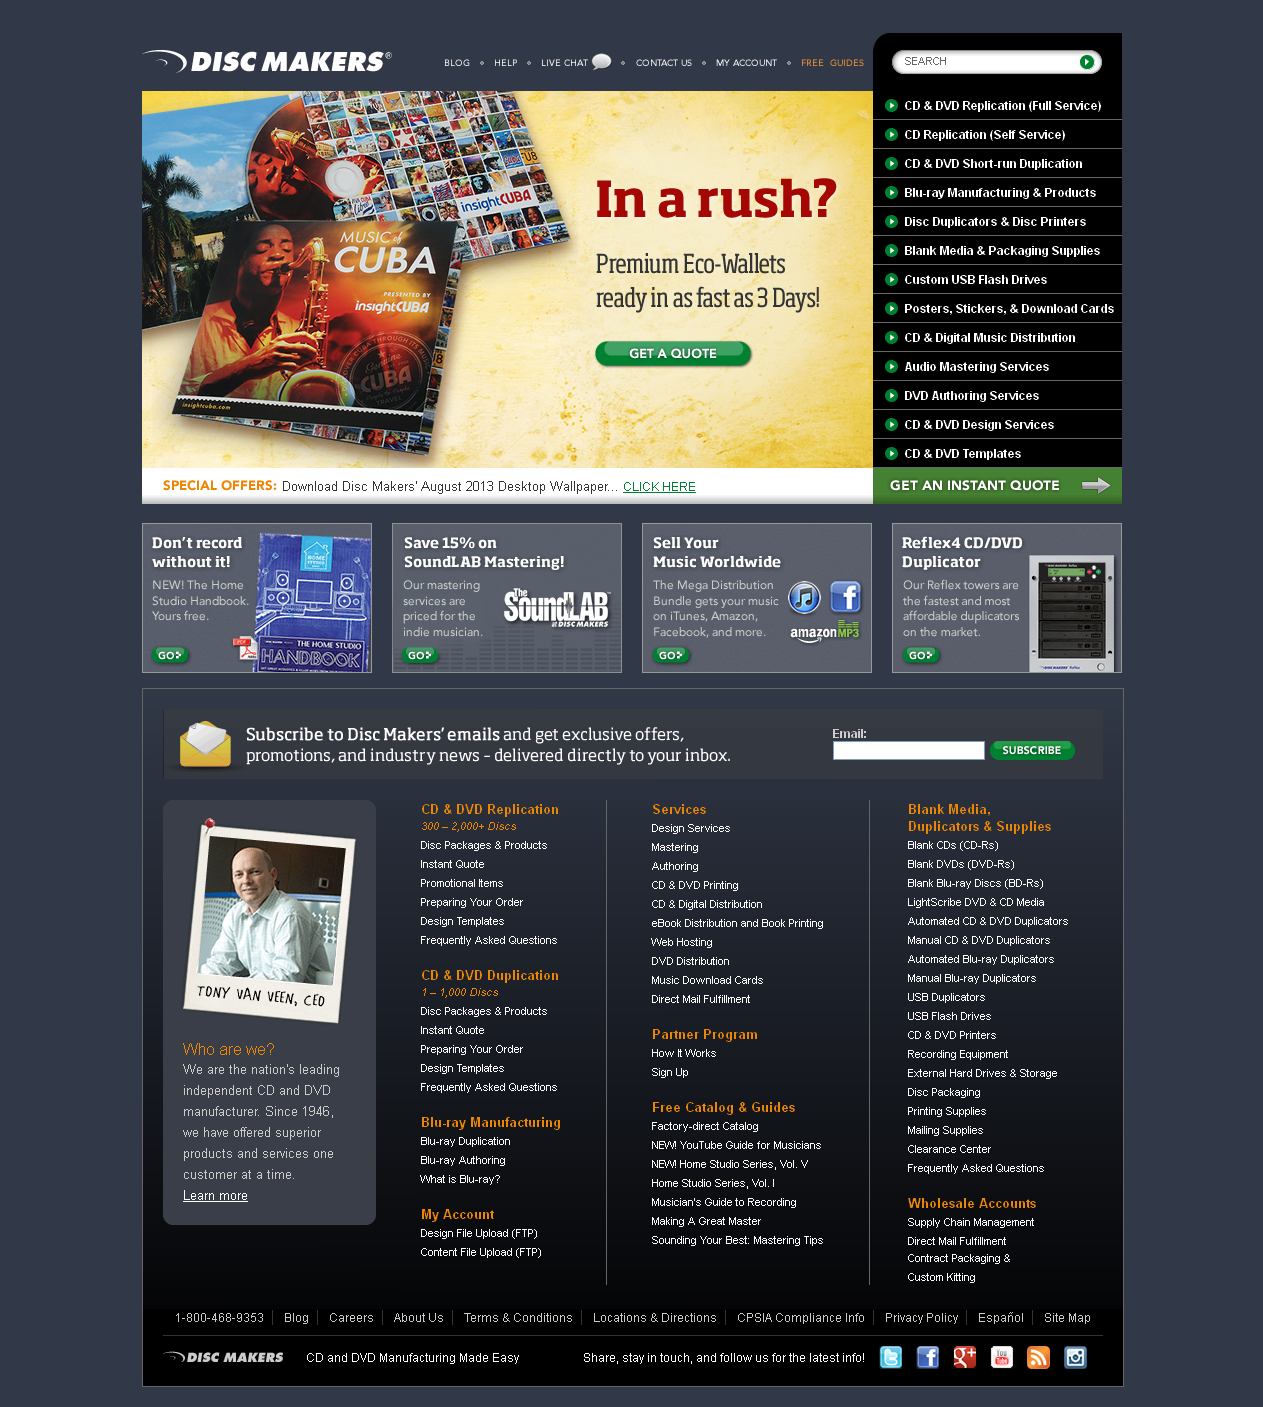 DISC MAKERS®
BLOG
HELP
LIVE CHAT
CONTACT US
MY ACCOUNT
FREE GUIDES
SEARCH
CD & DVD Replication (Full Service)
CD Replication (Self Service)
CD & DVD Short-run Duplication
Blu-ray Manufacturing & Products
Disc Duplicators & Disc Printers
Blank Media & Packaging Supplies
Custom USB Flash Drives
Posters, Stickers, & Download Cards
CD & Digital Music Distribution
Audio Mastering Services
DVD Authoring Services
CD & DVD Design Services
CD & DVD Templates
GET AN INSTANT QUOTE
insightCUBA
MUSIC of
CUBA
PRESENTED BY
insightCUBA
CUBA
insightcuba.com
In a rush?
Premium Eco-Wallets
ready in as fast as 3 Days!
GET A QUOTE
SPECIAL OFFERS: Download Disc Makers' August 2013 Desktop Wallpaper... CLICK HERE
Don't record
without it!
NEW! The Home
Studio Handbook.
Yours free.
GO
PDF
THE HOME STUDIO
HANDBOOK
Save 15% on
SoundLAB Mastering!
Our mastering
services are
priced for the
indie musician.
GO
The
SoundLAB
AT DISC MAKERS
Sell Your
Music Worldwide
The Mega Distribution
Bundle gets your music
on iTunes, Amazon,
Facebook, and more.
GO
amazonMP3
Reflex4 CD/DVD
Duplicator
Our Reflex towers are
the fastest and most
affordable duplicators
on the market.
GO
DISC MAKERS Reflex
Subscribe to Disc Makers' emails and get exclusive offers,
promotions, and industry news – delivered directly to your inbox.
Email:
SUBSCRIBE
TONY VAN VEEN, CEO
Who are we?
We are the nation's leading
independent CD and DVD
manufacturer. Since 1946,
we have offered superior
products and services one
customer at a time.
Learn more
CD & DVD Replication
300 – 2,000+ Discs
Disc Packages & Products
Instant Quote
Promotional Items
Preparing Your Order
Design Templates
Frequently Asked Questions
CD & DVD Duplication
1 – 1,000 Discs
Disc Packages & Products
Instant Quote
Preparing Your Order
Design Templates
Frequently Asked Questions
Blu-ray Manufacturing
Blu-ray Duplication
Blu-ray Authoring
What is Blu-ray?
My Account
Design File Upload (FTP)
Content File Upload (FTP)
Services
Design Services
Mastering
Authoring
CD & DVD Printing
CD & Digital Distribution
eBook Distribution and Book Printing
Web Hosting
DVD Distribution
Music Download Cards
Direct Mail Fulfillment
Partner Program
How It Works
Sign Up
Free Catalog & Guides
Factory-direct Catalog
NEW! YouTube Guide for Musicians
NEW! Home Studio Series, Vol. V
Home Studio Series, Vol. I
Musician's Guide to Recording
Making A Great Master
Sounding Your Best: Mastering Tips
Blank Media,
Duplicators & Supplies
Blank CDs (CD-Rs)
Blank DVDs (DVD-Rs)
Blank Blu-ray Discs (BD-Rs)
LightScribe DVD & CD Media
Automated CD & DVD Duplicators
Manual CD & DVD Duplicators
Automated Blu-ray Duplicators
Manual Blu-ray Duplicators
USB Duplicators
USB Flash Drives
CD & DVD Printers
Recording Equipment
External Hard Drives & Storage
Disc Packaging
Printing Supplies
Mailing Supplies
Clearance Center
Frequently Asked Questions
Wholesale Accounts
Supply Chain Management
Direct Mail Fulfillment
Contract Packaging &
Custom Kitting
1-800-468-9353
Blog
Careers
About Us
Terms & Conditions
Locations & Directions
CPSIA Compliance Info
Privacy Policy
Español
Site Map
DISC MAKERS
CD and DVD Manufacturing Made Easy
Share, stay in touch, and follow us for the latest info!
You Tube